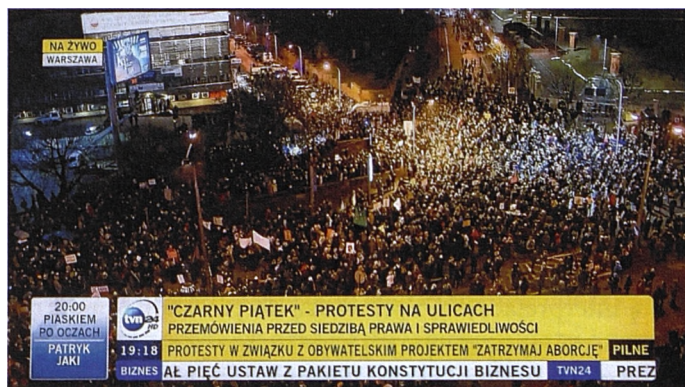 NA ŻYWO
WARSZAWA
20:00
PIASKIEM
PO OCZACH
PATRYK
JAKI
tvn24
HD
"CZARNY PIĄTEK" - PROTESTY NA ULICACH
PRZEMÓWIENIA PRZED SIEDZIBĄ PRAWA I SPRAWIEDLIWOŚCI
19:18 PROTESTY W ZWIĄZKU Z OBYWATELSKIM PROJEKTEM "ZATRZYMAJ ABORCJĘ" PILNE
BIZNES AŁ PIĘĆ USTAW Z PAKIETU KONSTYTUCJI BIZNESU TVN24 PREZ